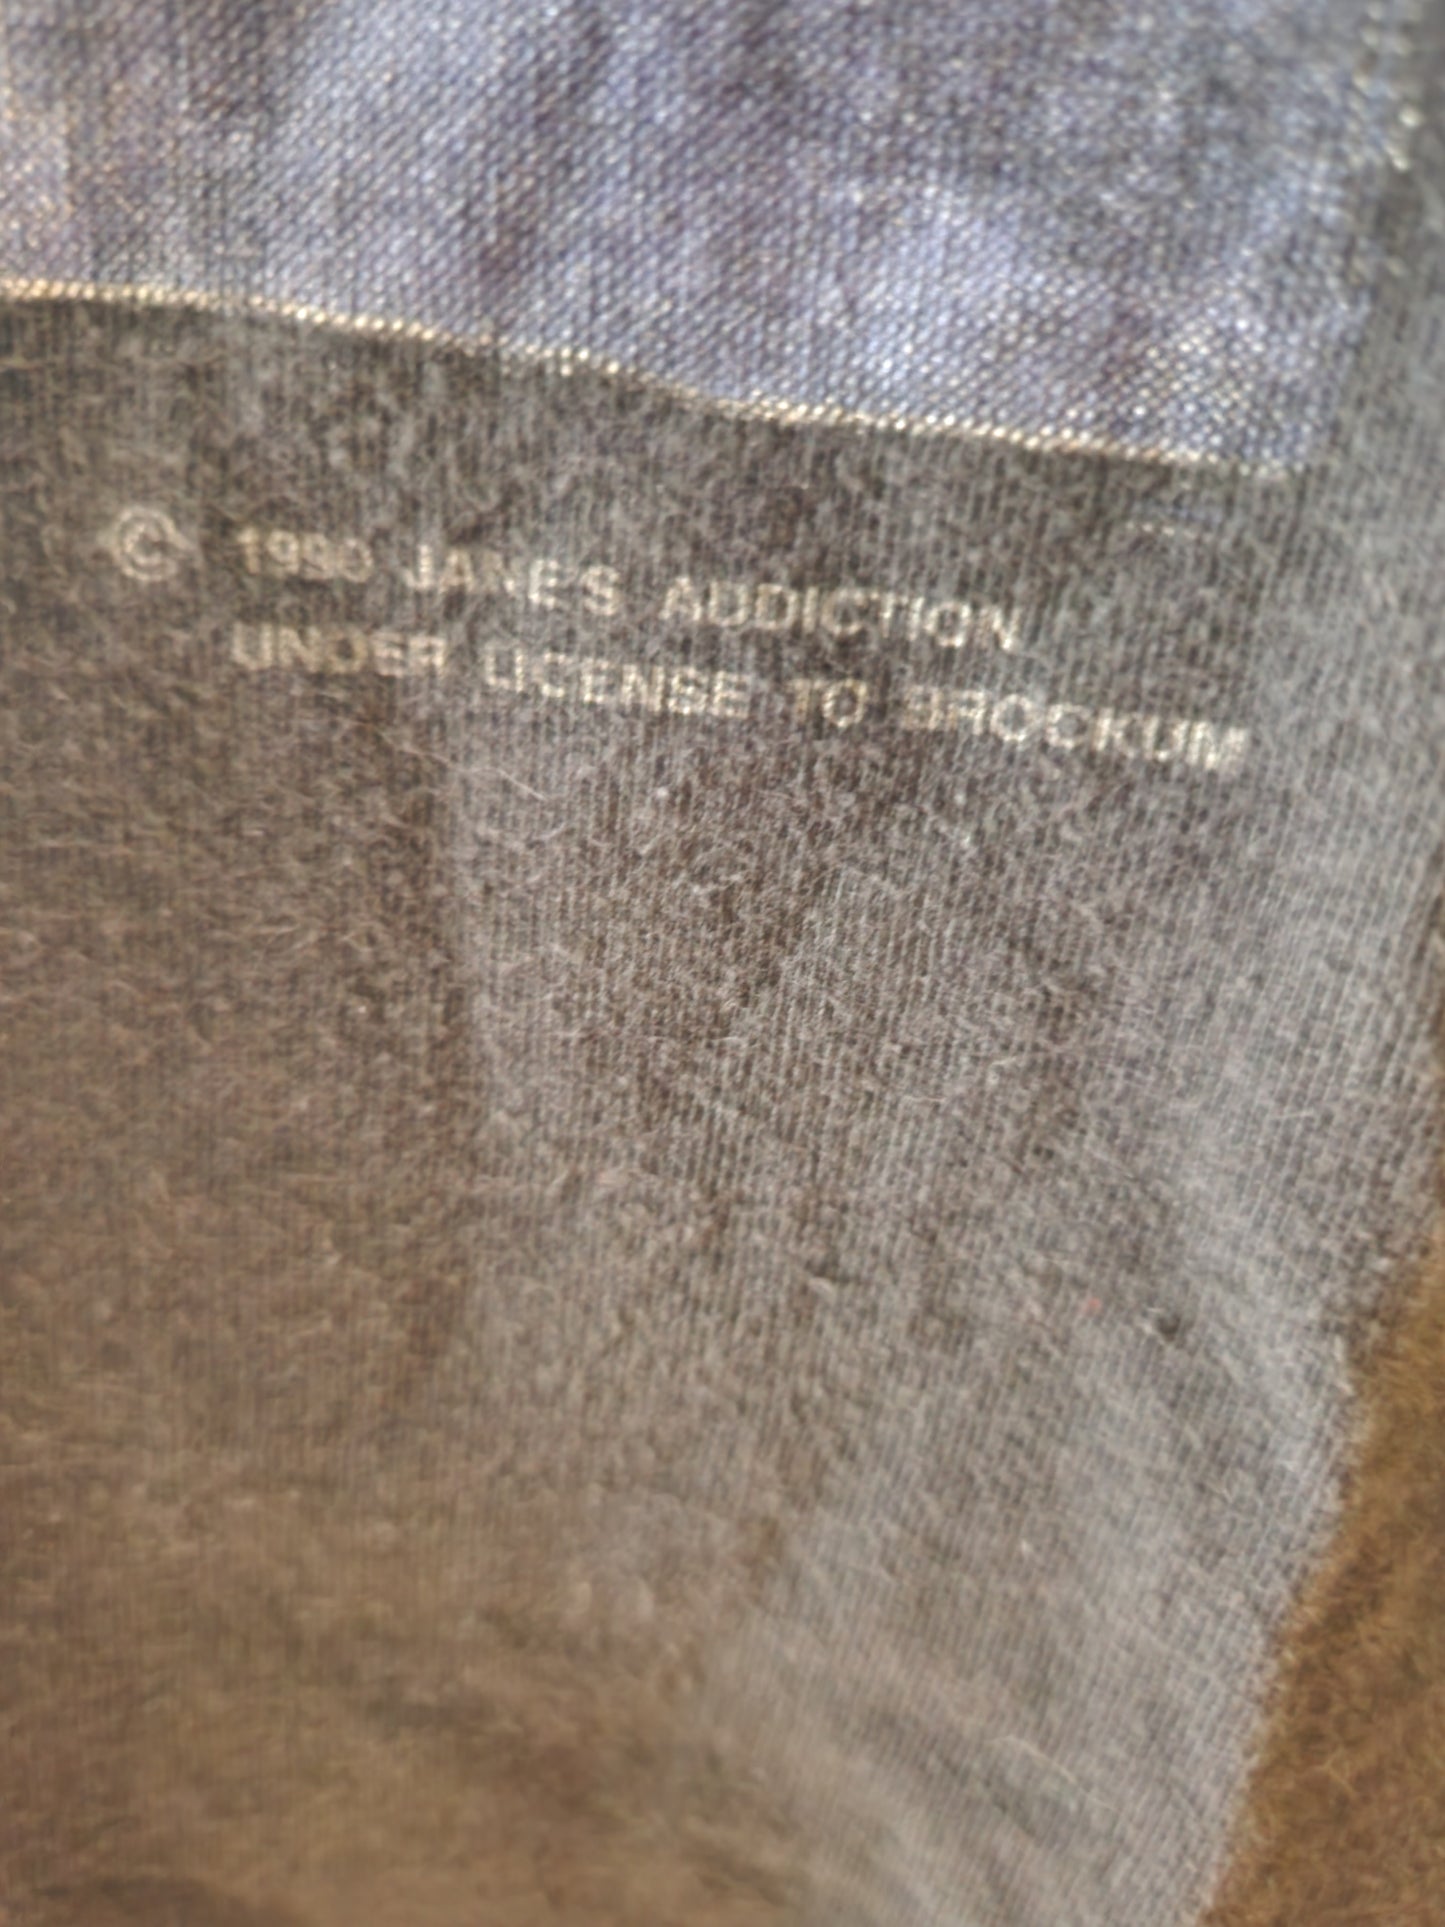 © 1990 JANE'S ADDICTION
UNDER LICENSE TO BROCKUM